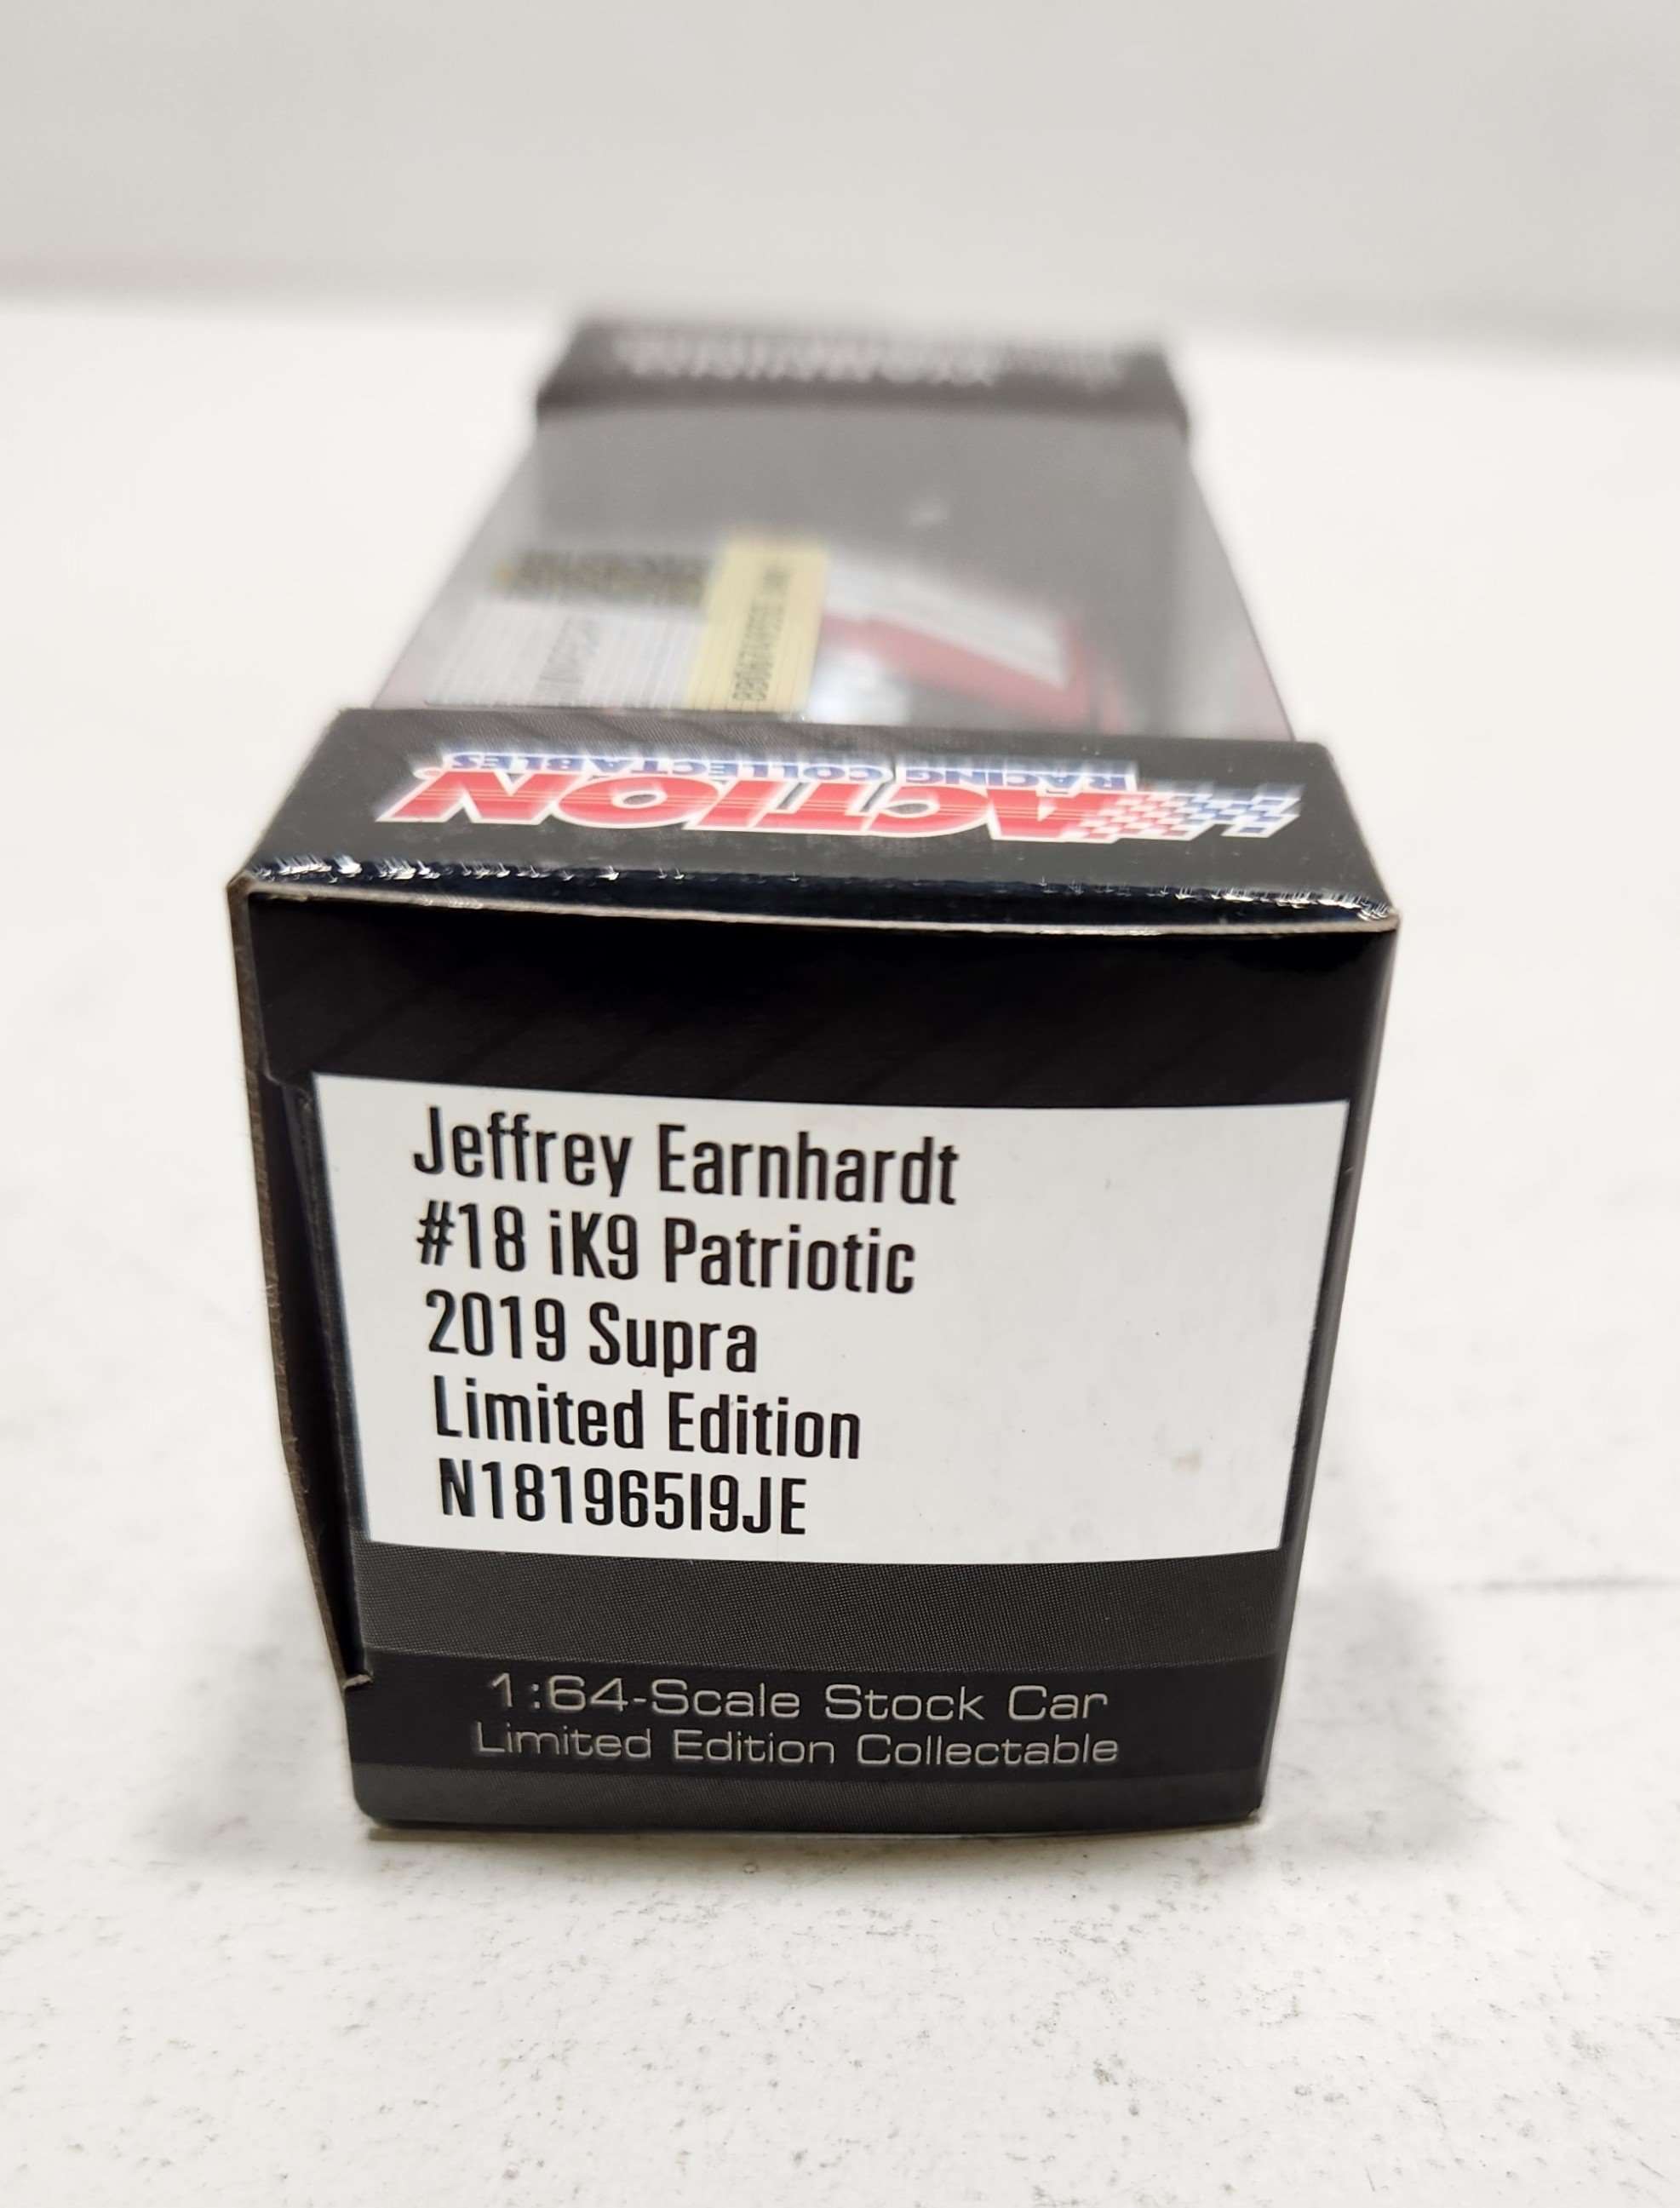 ACTION
RACING COLLECTABLES
Jeffrey Earnhardt
#18 iK9 Patriotic
2019 Supra
Limited Edition
N181965I9JE
1:64-Scale Stock Car
Limited Edition Collectable